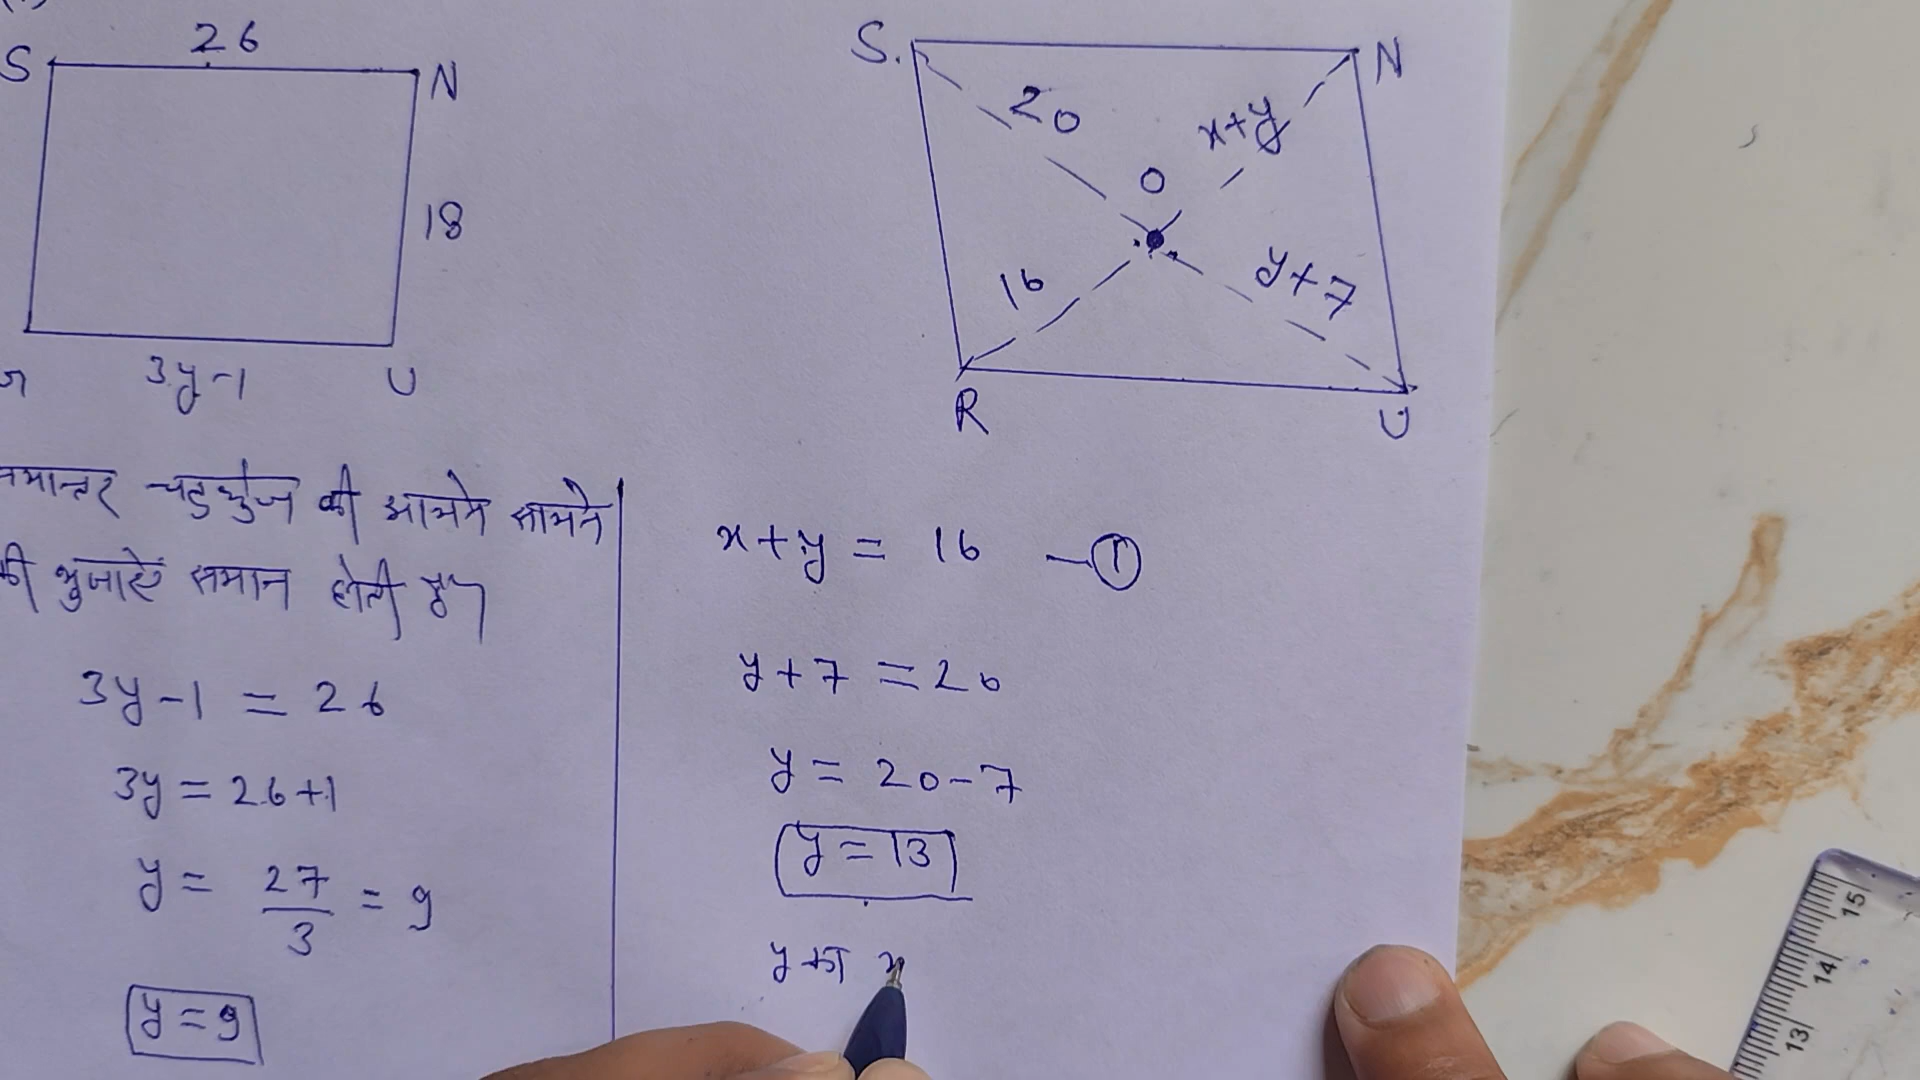 26
S N
18
3y-1 U
समान्तर चतुर्भुज की आमने सामने
की भुजाएँ समान होती है।
3y-1 = 26
3y = 26+1
y = 27/3 = 9
y = 9
S. N
20 x+y
O
16 y+7
R U
x+y = 16 — ①
y+7 = 20
y = 20-7
y = 13
y का
13 14 15